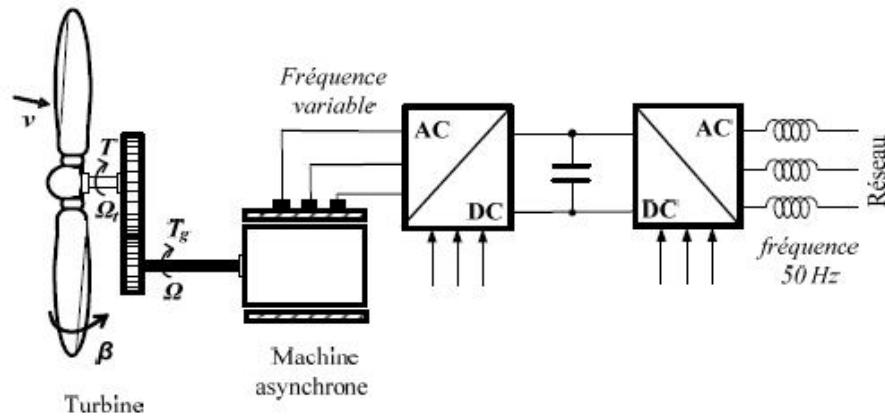 Fréquence
variable
v
T
Ωt
Tg
Ω
β
AC
DC
AC
DC
Réseau
fréquence
50 Hz
Machine
asynchrone
Turbine